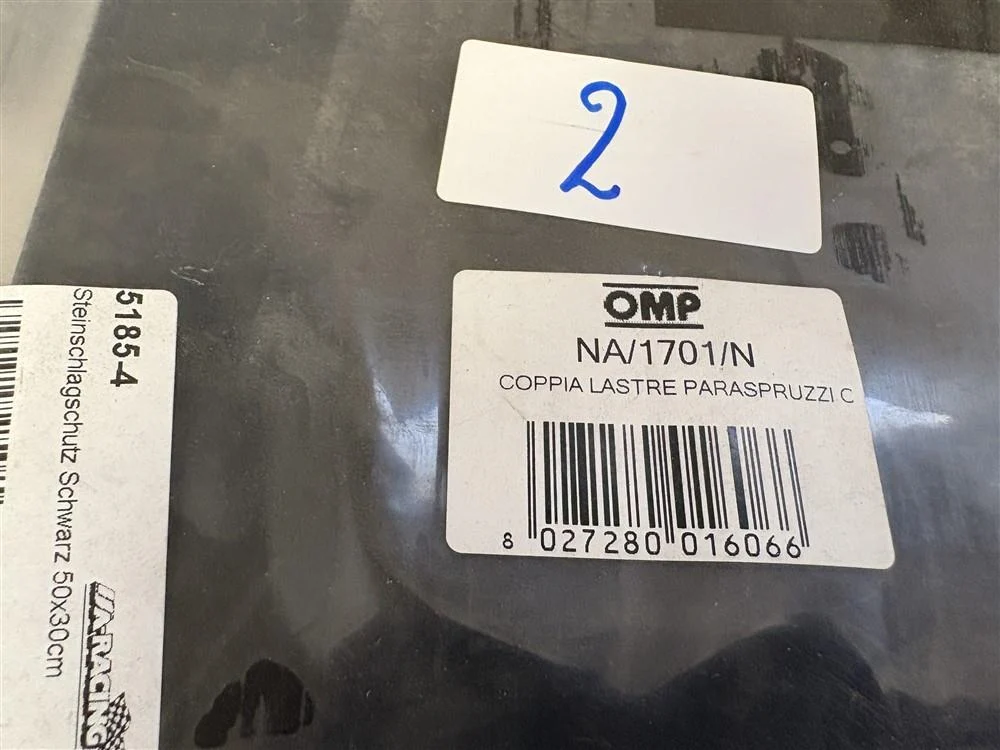 2
OMP
NA/1701/N
COPPIA LASTRE PARASPRUZZI C
8 027280 016066
5185-4
Steinschlagschutz Schwarz 50x30cm